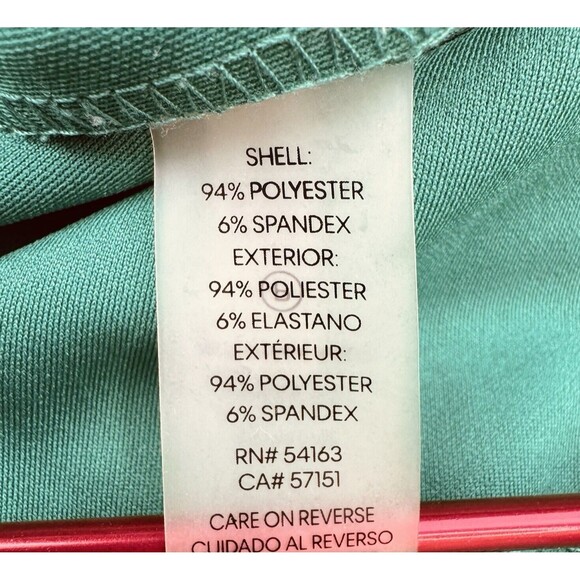 SHELL:
94% POLYESTER
6% SPANDEX
EXTERIOR:
94% POLIESTER
6% ELASTANO
EXTÉRIEUR:
94% POLYESTER
6% SPANDEX
RN# 54163
CA# 57151
CARE ON REVERSE
CUIDADO AL REVERSO